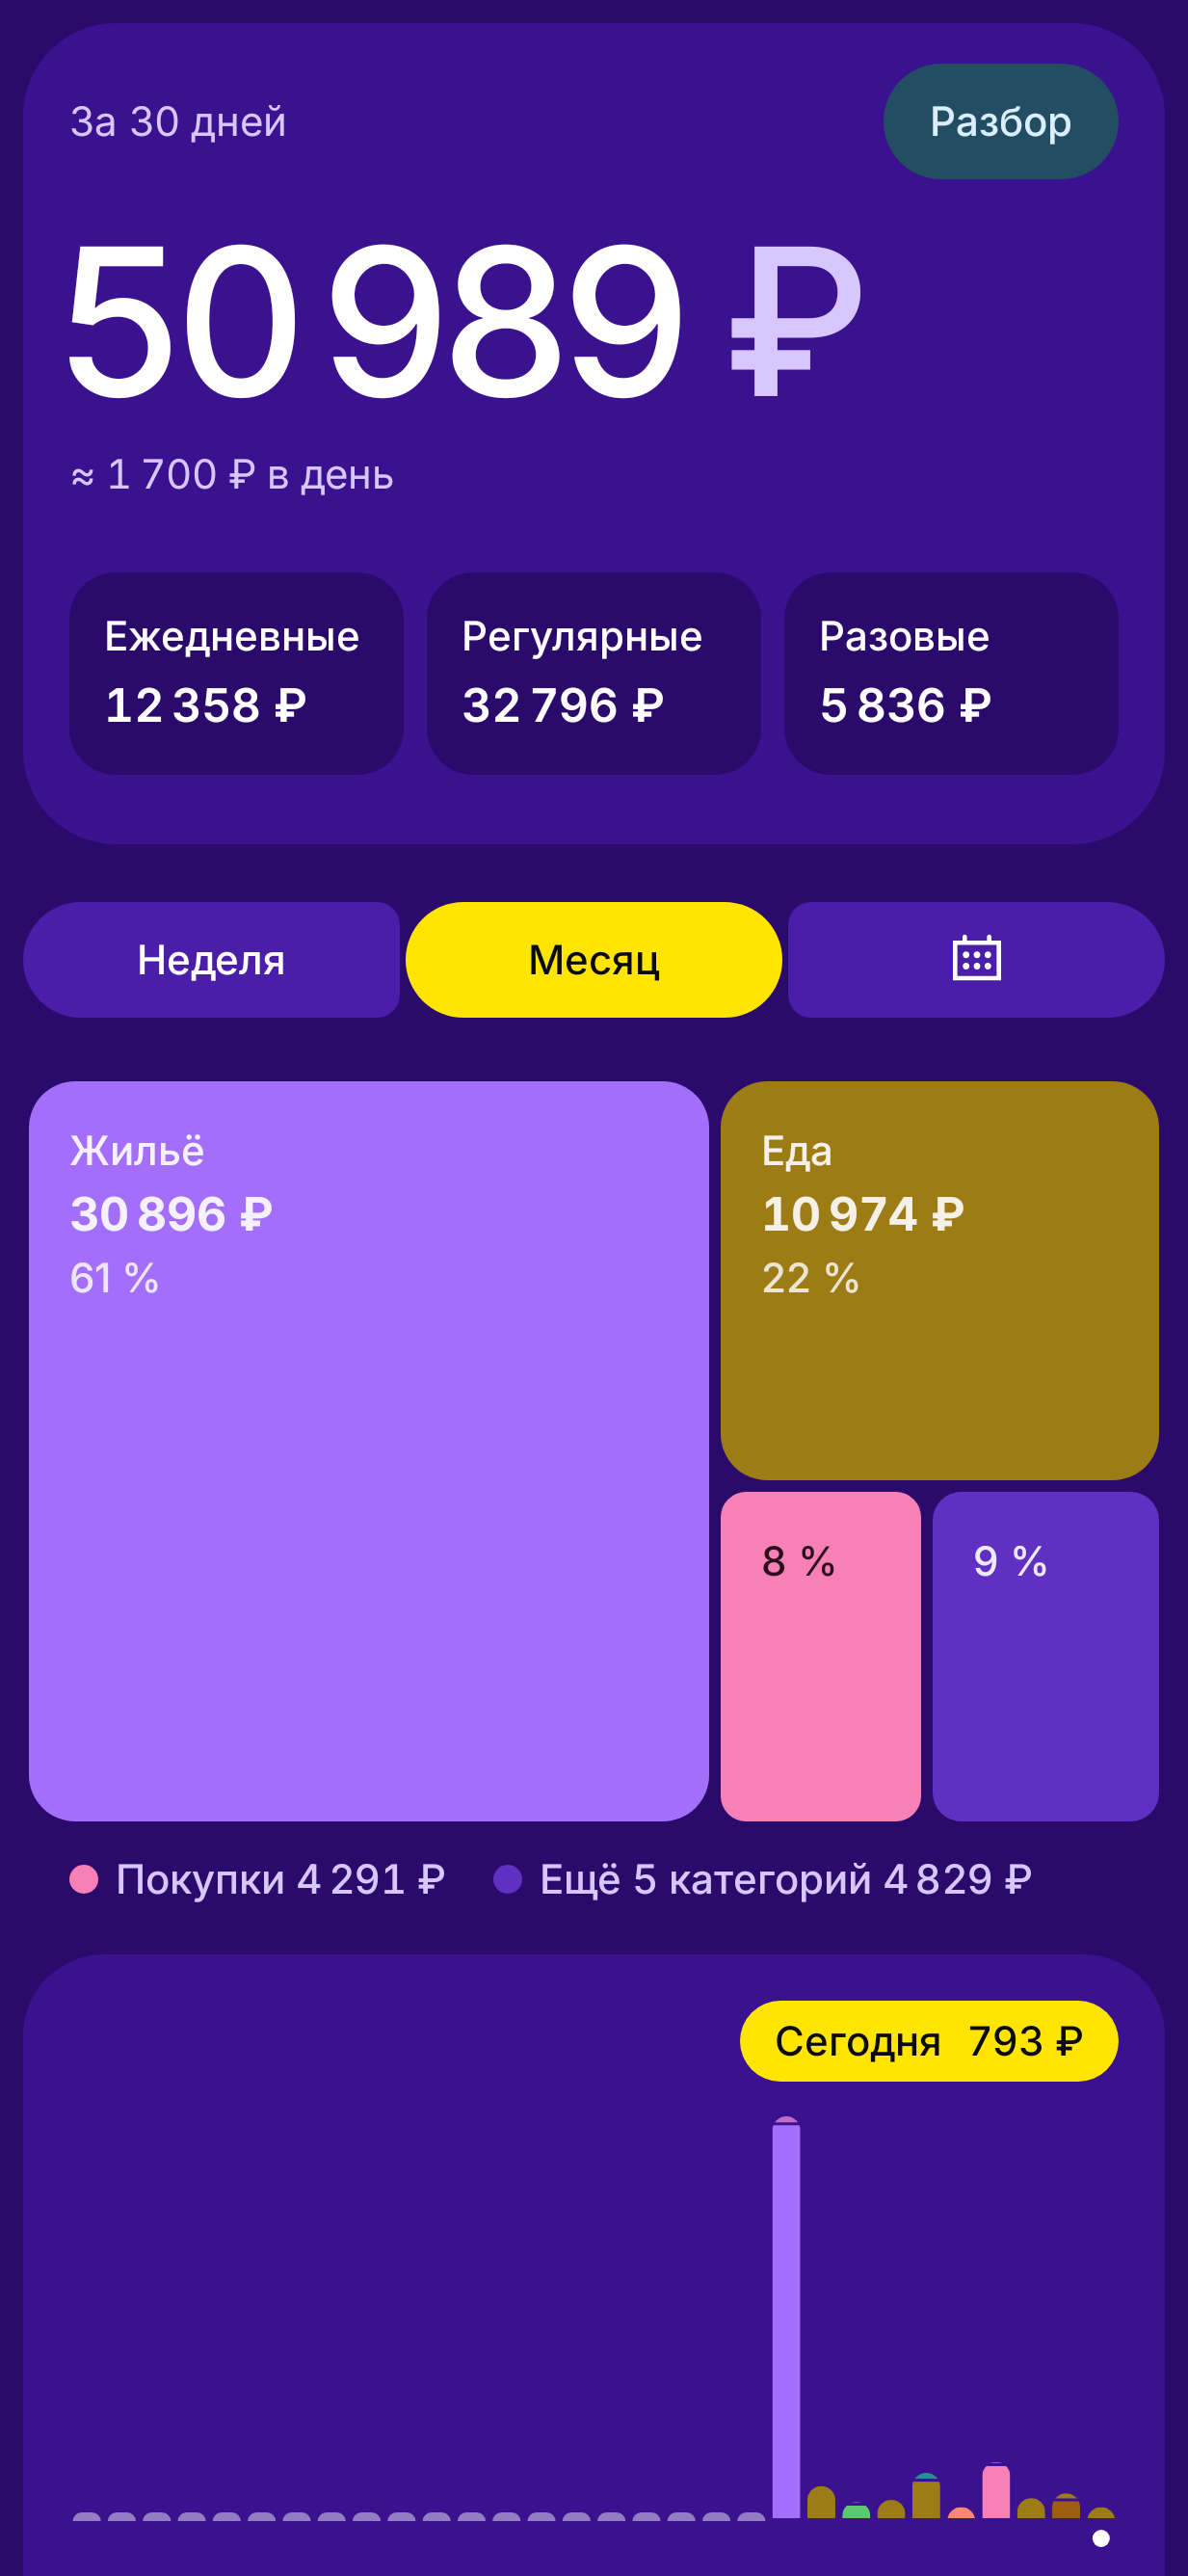 За 30 дней
Разбор
50 989 ₽
≈ 1 700 ₽ в день
Ежедневные
12 358 ₽
Регулярные
32 796 ₽
Разовые
5 836 ₽
Неделя
Месяц
Жильё
30 896 ₽
61 %
Еда
10 974 ₽
22 %
8 %
9 %
Покупки 4 291 ₽
Ещё 5 категорий 4 829 ₽
Сегодня 793 ₽